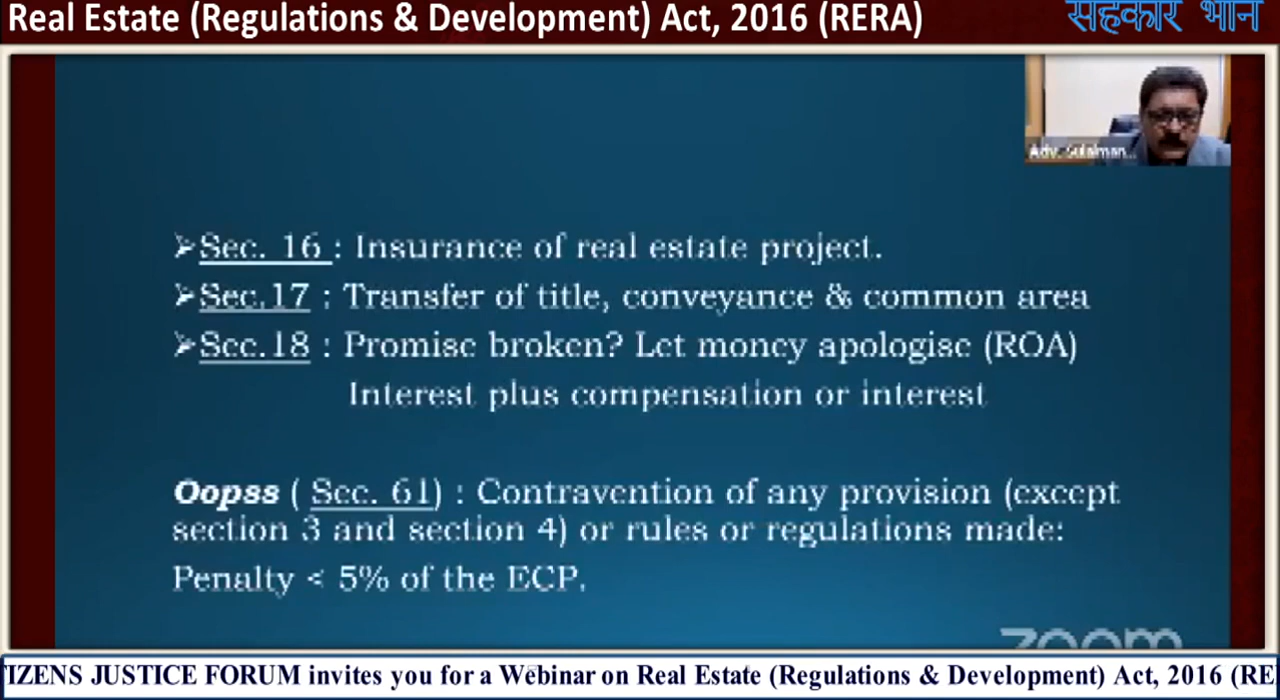 Real Estate (Regulations & Development) Act, 2016 (RERA)
सहकार भान
Adv. Sulaiman...
➢Sec. 16 : Insurance of real estate project.
➢Sec.17 : Transfer of title, conveyance & common area
➢Sec.18 : Promise broken? Let money apologise (ROA)
Interest plus compensation or interest
Oopss ( Sec. 61) : Contravention of any provision (except
section 3 and section 4) or rules or regulations made:
Penalty < 5% of the ECP.
zoom
TIZENS JUSTICE FORUM invites you for a Webinar on Real Estate (Regulations & Development) Act, 2016 (RE